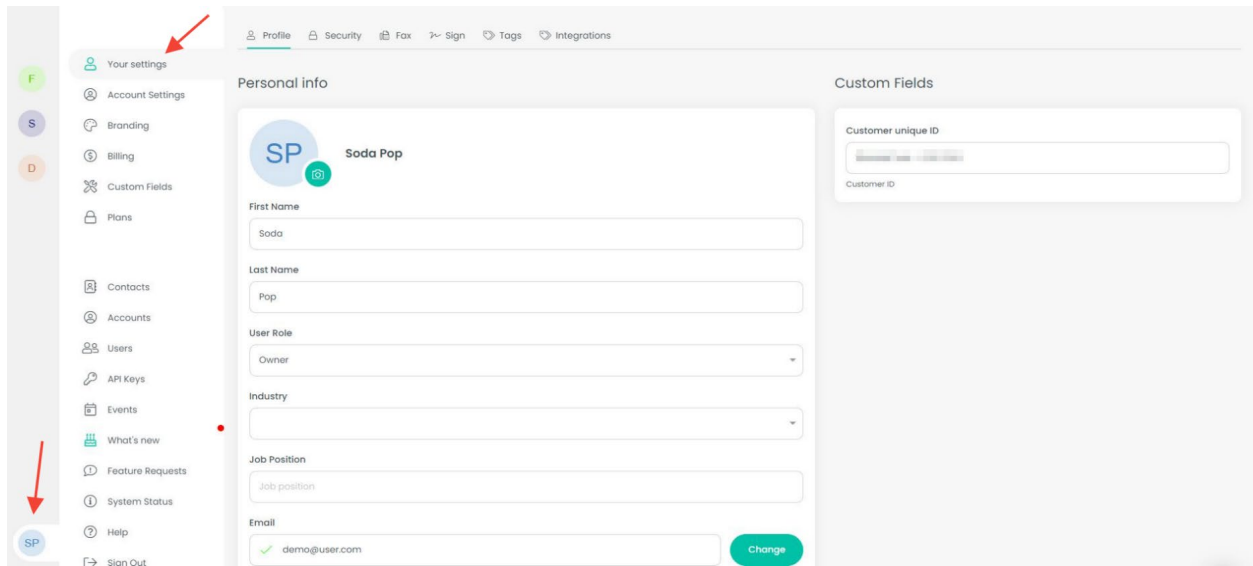 Profile Security Fax Sign Tags Integrations
F
S
D
SP
Your settings
Account Settings
Branding
Billing
Custom Fields
Plans
Contacts
Accounts
Users
API Keys
Events
What's new
Feature Requests
System Status
Help
Sign Out
Personal info
SP
Soda Pop
First Name
Soda
Last Name
Pop
User Role
Owner
Industry
Job Position
Job position
Email
demo@user.com
Change
Custom Fields
Customer unique ID
Customer ID